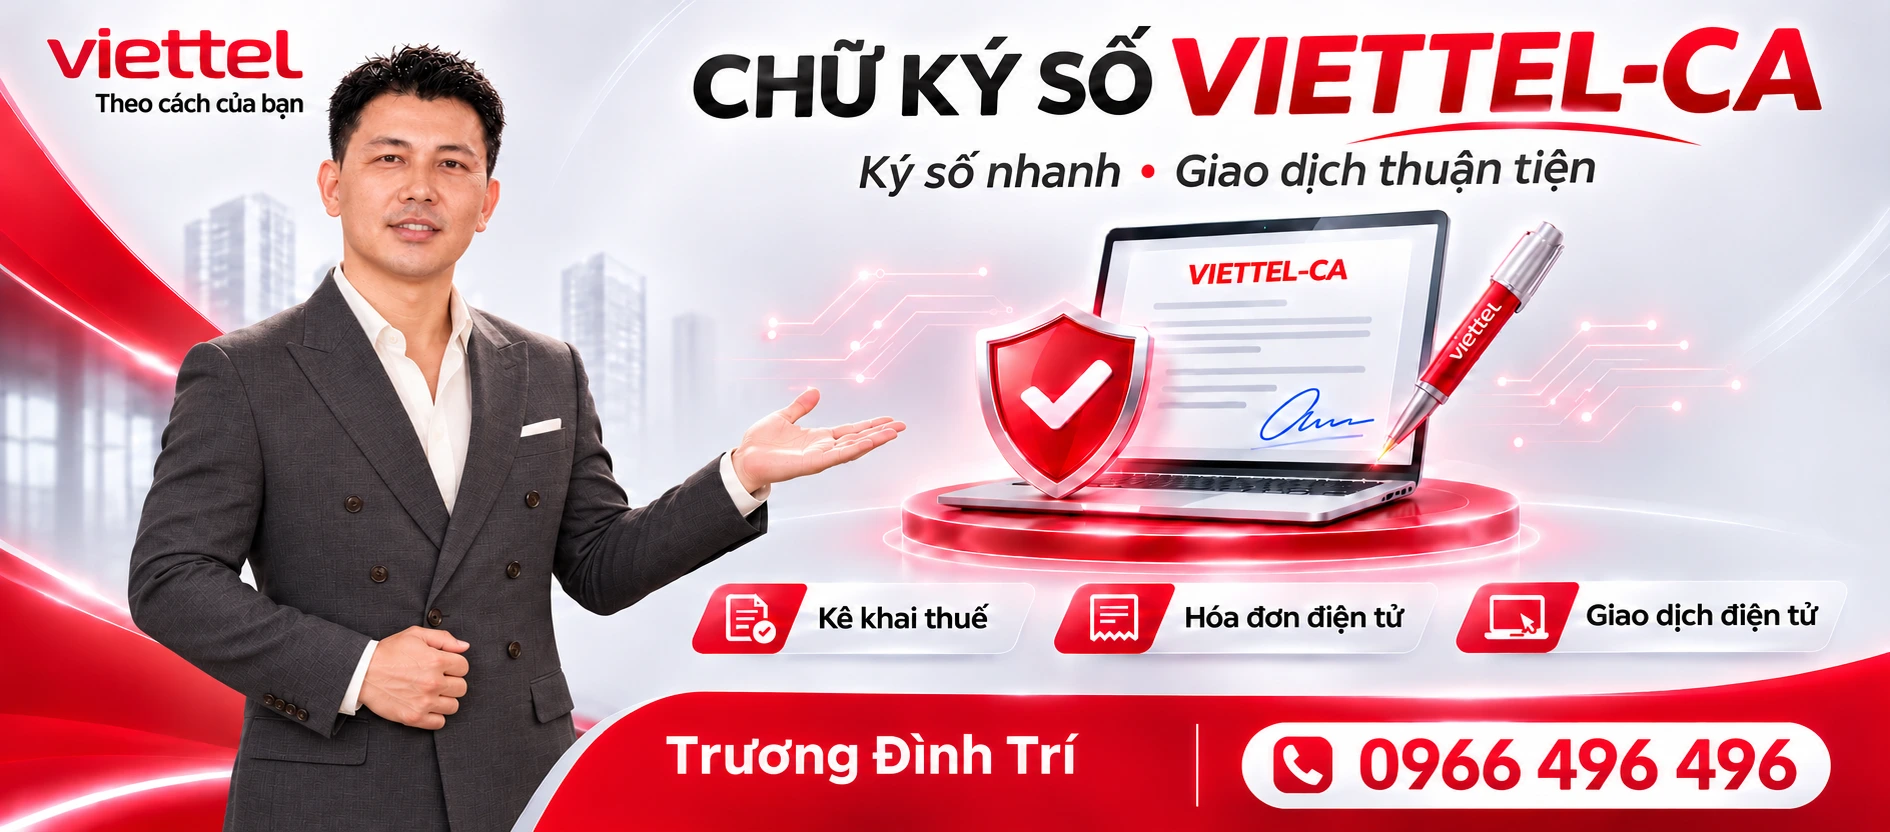 viettel
Theo cách của bạn
CHỮ KÝ SỐ VIETTEL-CA
Ký số nhanh • Giao dịch thuận tiện
VIETTEL-CA
viettel
Kê khai thuế
Hóa đơn điện tử
Giao dịch điện tử
Trương Đình Trí
0966 496 496